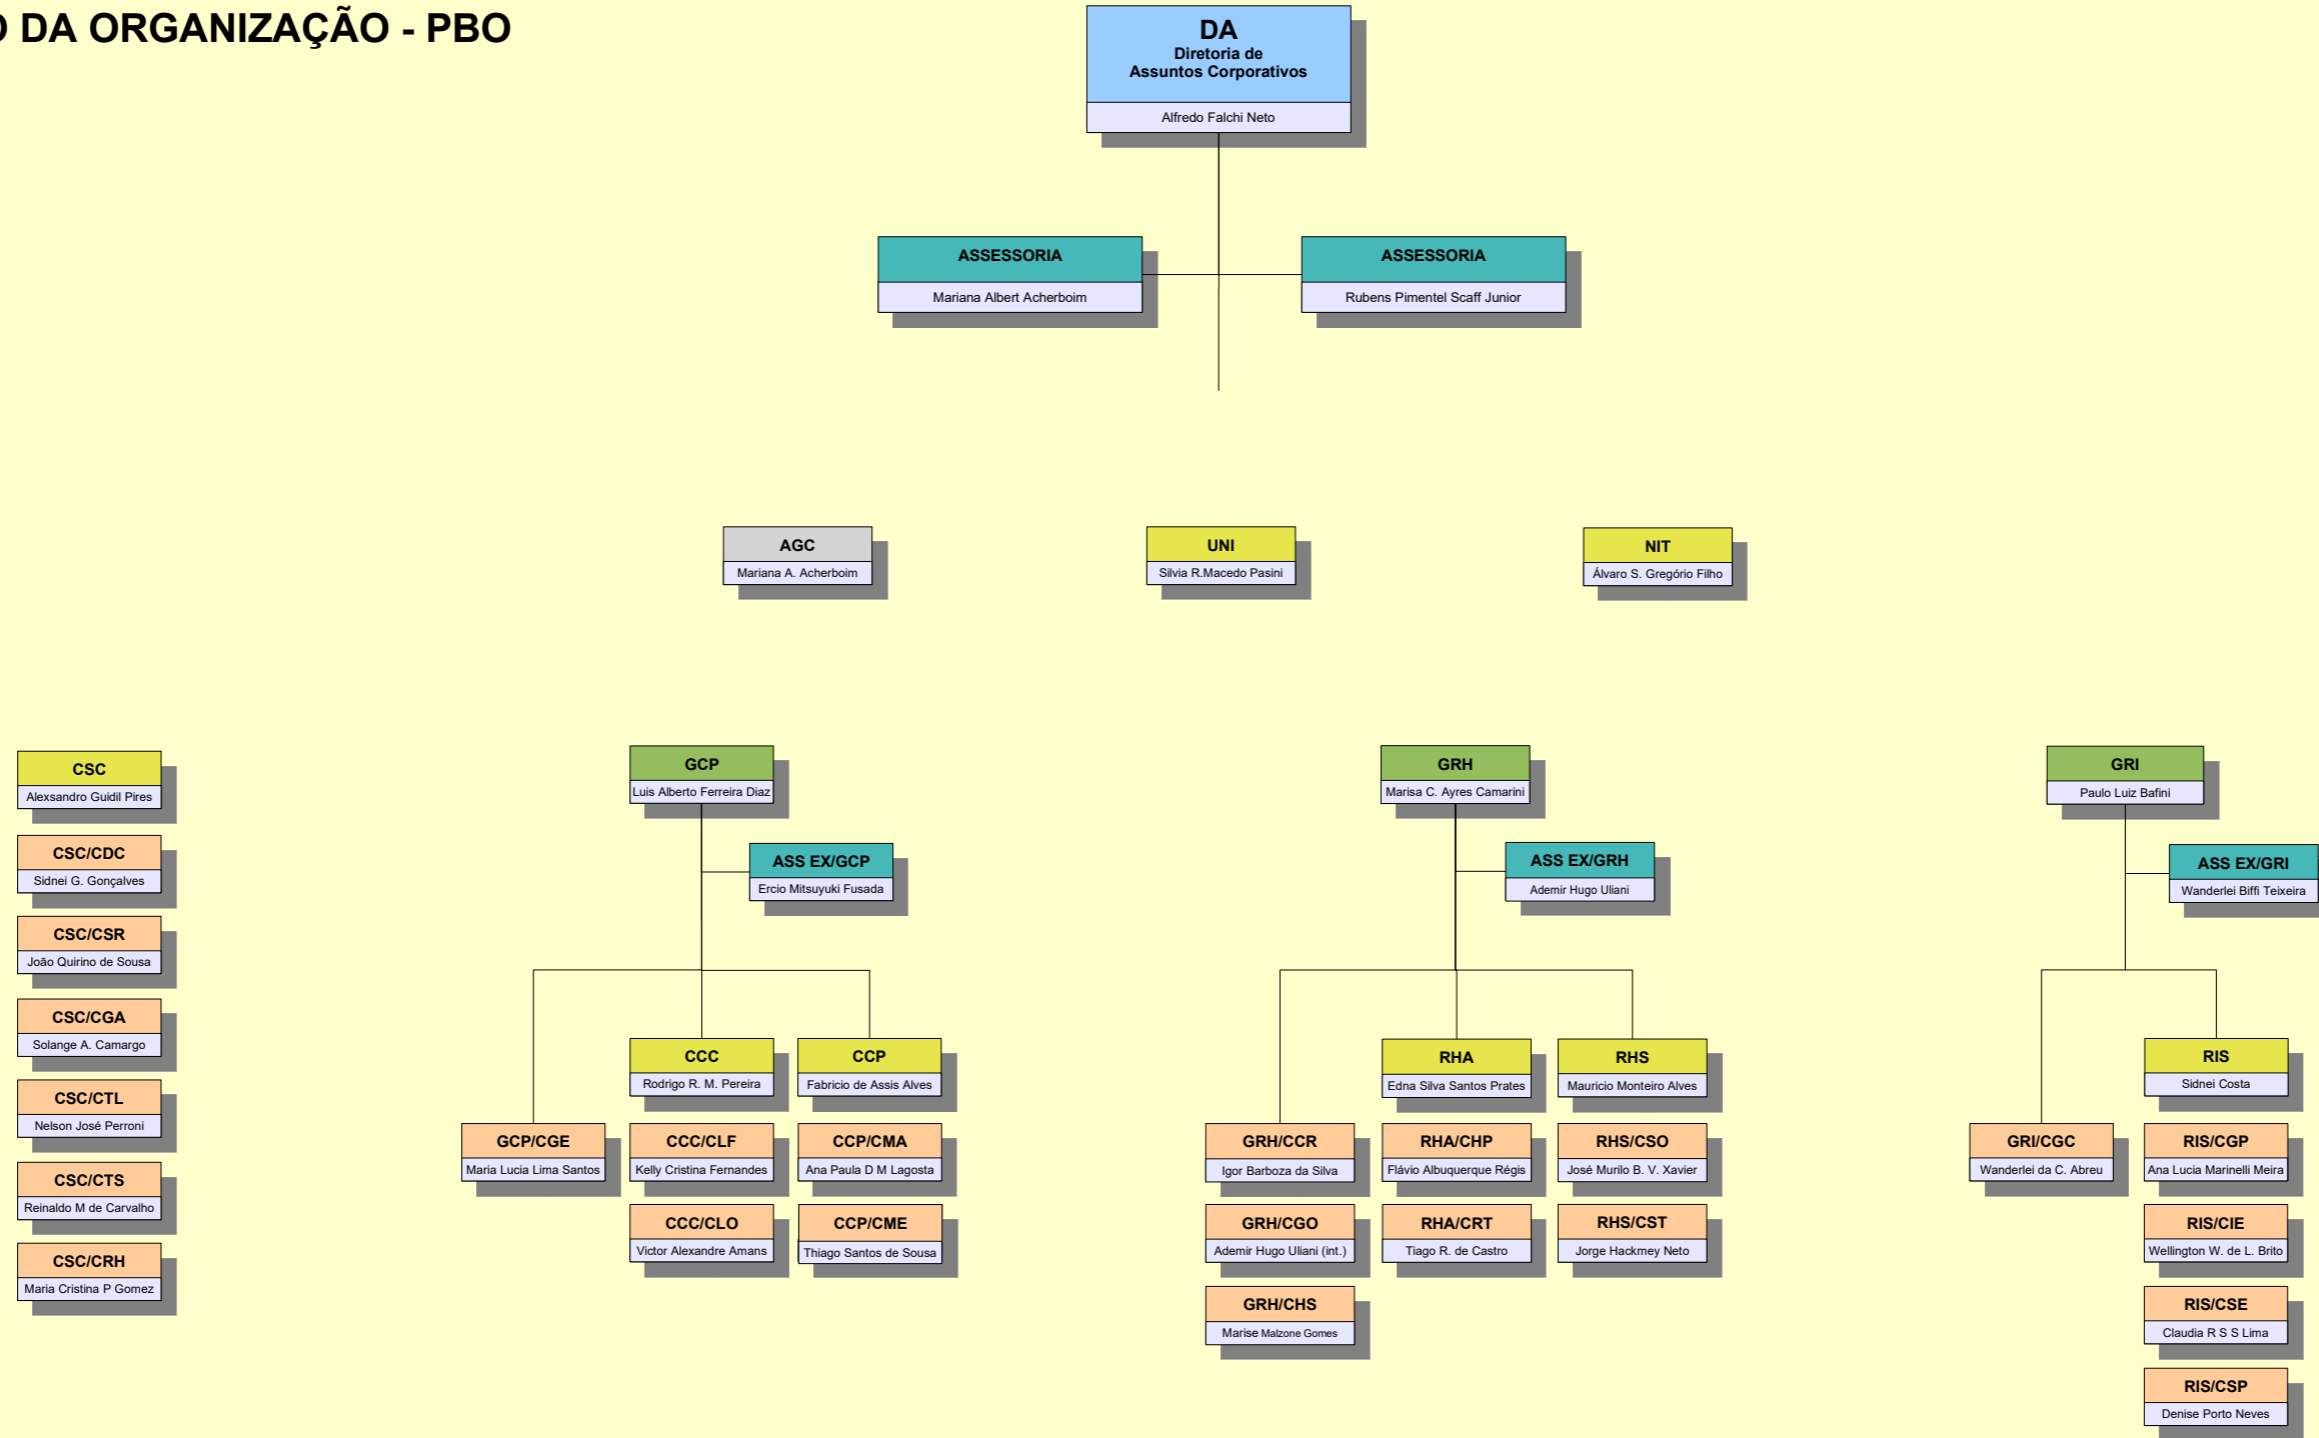 O DA ORGANIZAÇÃO - PBO
DA
Diretoria de
Assuntos Corporativos
Alfredo Falchi Neto
ASSESSORIA
Mariana Albert Acherboim
ASSESSORIA
Rubens Pimentel Scaff Junior
AGC
Mariana A. Acherboim
UNI
Silvia R.Macedo Pasini
NIT
Álvaro S. Gregório Filho
CSC
Alexsandro Guidil Pires
CSC/CDC
Sidnei G. Gonçalves
CSC/CSR
João Quirino de Sousa
CSC/CGA
Solange A. Camargo
CSC/CTL
Nelson José Perroni
CSC/CTS
Reinaldo M de Carvalho
CSC/CRH
Maria Cristina P Gomez
GCP
Luis Alberto Ferreira Diaz
ASS EX/GCP
Ercio Mitsuyuki Fusada
GCP/CGE
Maria Lucia Lima Santos
CCC
Rodrigo R. M. Pereira
CCC/CLF
Kelly Cristina Fernandes
CCC/CLO
Victor Alexandre Amans
CCP
Fabricio de Assis Alves
CCP/CMA
Ana Paula D M Lagosta
CCP/CME
Thiago Santos de Sousa
GRH
Marisa C. Ayres Camarini
ASS EX/GRH
Ademir Hugo Uliani
GRH/CCR
Igor Barboza da Silva
GRH/CGO
Ademir Hugo Uliani (int.)
GRH/CHS
Marise Malzone Gomes
RHA
Edna Silva Santos Prates
RHA/CHP
Flávio Albuquerque Régis
RHA/CRT
Tiago R. de Castro
RHS
Mauricio Monteiro Alves
RHS/CSO
José Murilo B. V. Xavier
RHS/CST
Jorge Hackmey Neto
GRI
Paulo Luiz Bafini
ASS EX/GRI
Wanderlei Biffi Teixeira
GRI/CGC
Wanderlei da C. Abreu
RIS
Sidnei Costa
RIS/CGP
Ana Lucia Marinelli Meira
RIS/CIE
Wellington W. de L. Brito
RIS/CSE
Claudia R S S Lima
RIS/CSP
Denise Porto Neves